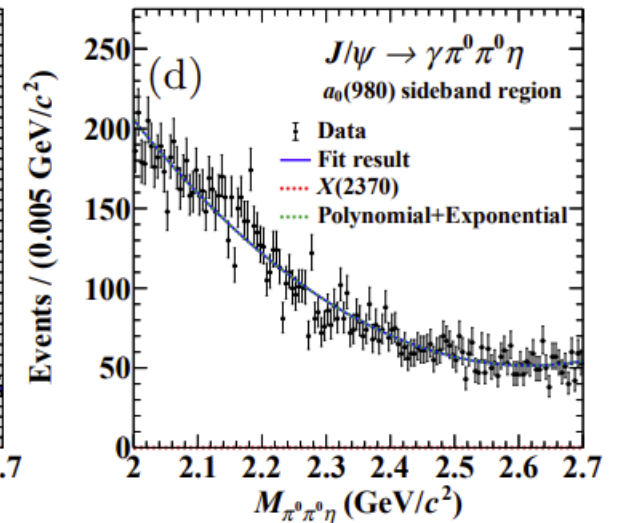 (d)
J/ψ → γπ⁰π⁰η
a₀(980) sideband region
Data
Fit result
X(2370)
Polynomial+Exponential
Events / (0.005 GeV/c²)
250
200
150
100
50
0
.7
2 2.1 2.2 2.3 2.4 2.5 2.6 2.7
M_π⁰π⁰η (GeV/c²)